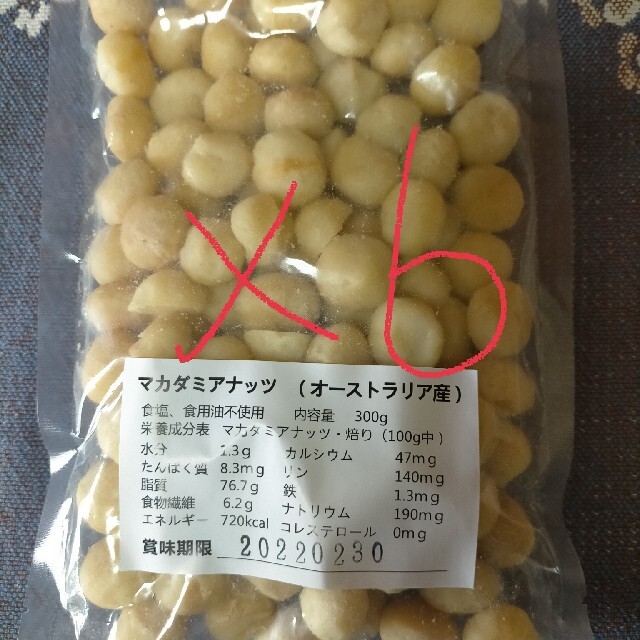 ×6
マカダミアナッツ （オーストラリア産）
食塩、食用油不使用 内容量 300g
栄養成分表 マカダミアナッツ・焙り（100g中）
水分 1.3g カルシウム 47mg
たんぱく質 8.3mg リン 140mg
脂質 76.7g 鉄 1.3mg
食物繊維 6.2g ナトリウム 190mg
エネルギー 720kcal コレステロール 0mg
賞味期限 20220230